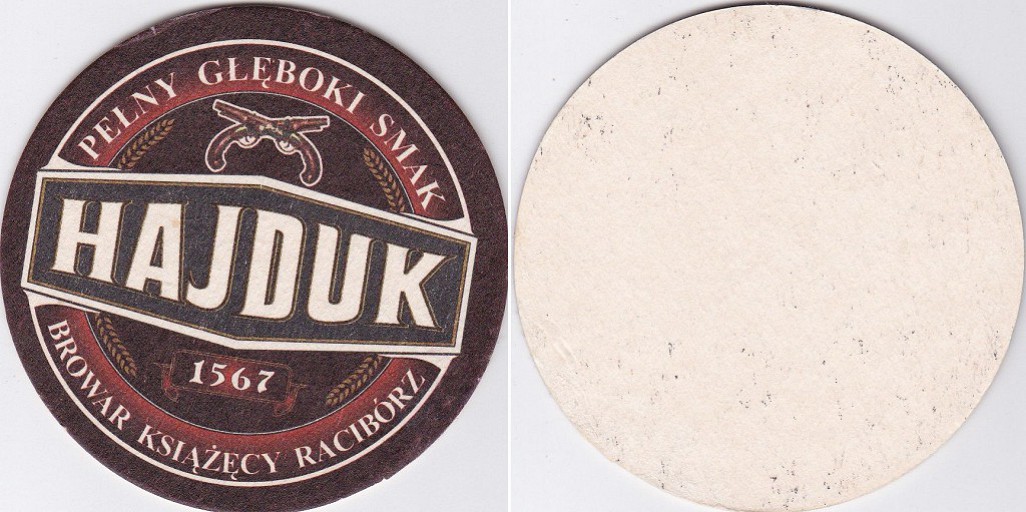 PEŁNY GŁĘBOKI SMAK
HAJDUK
1567
BROWAR KSIĄŻĘCY RACIBÓRZ